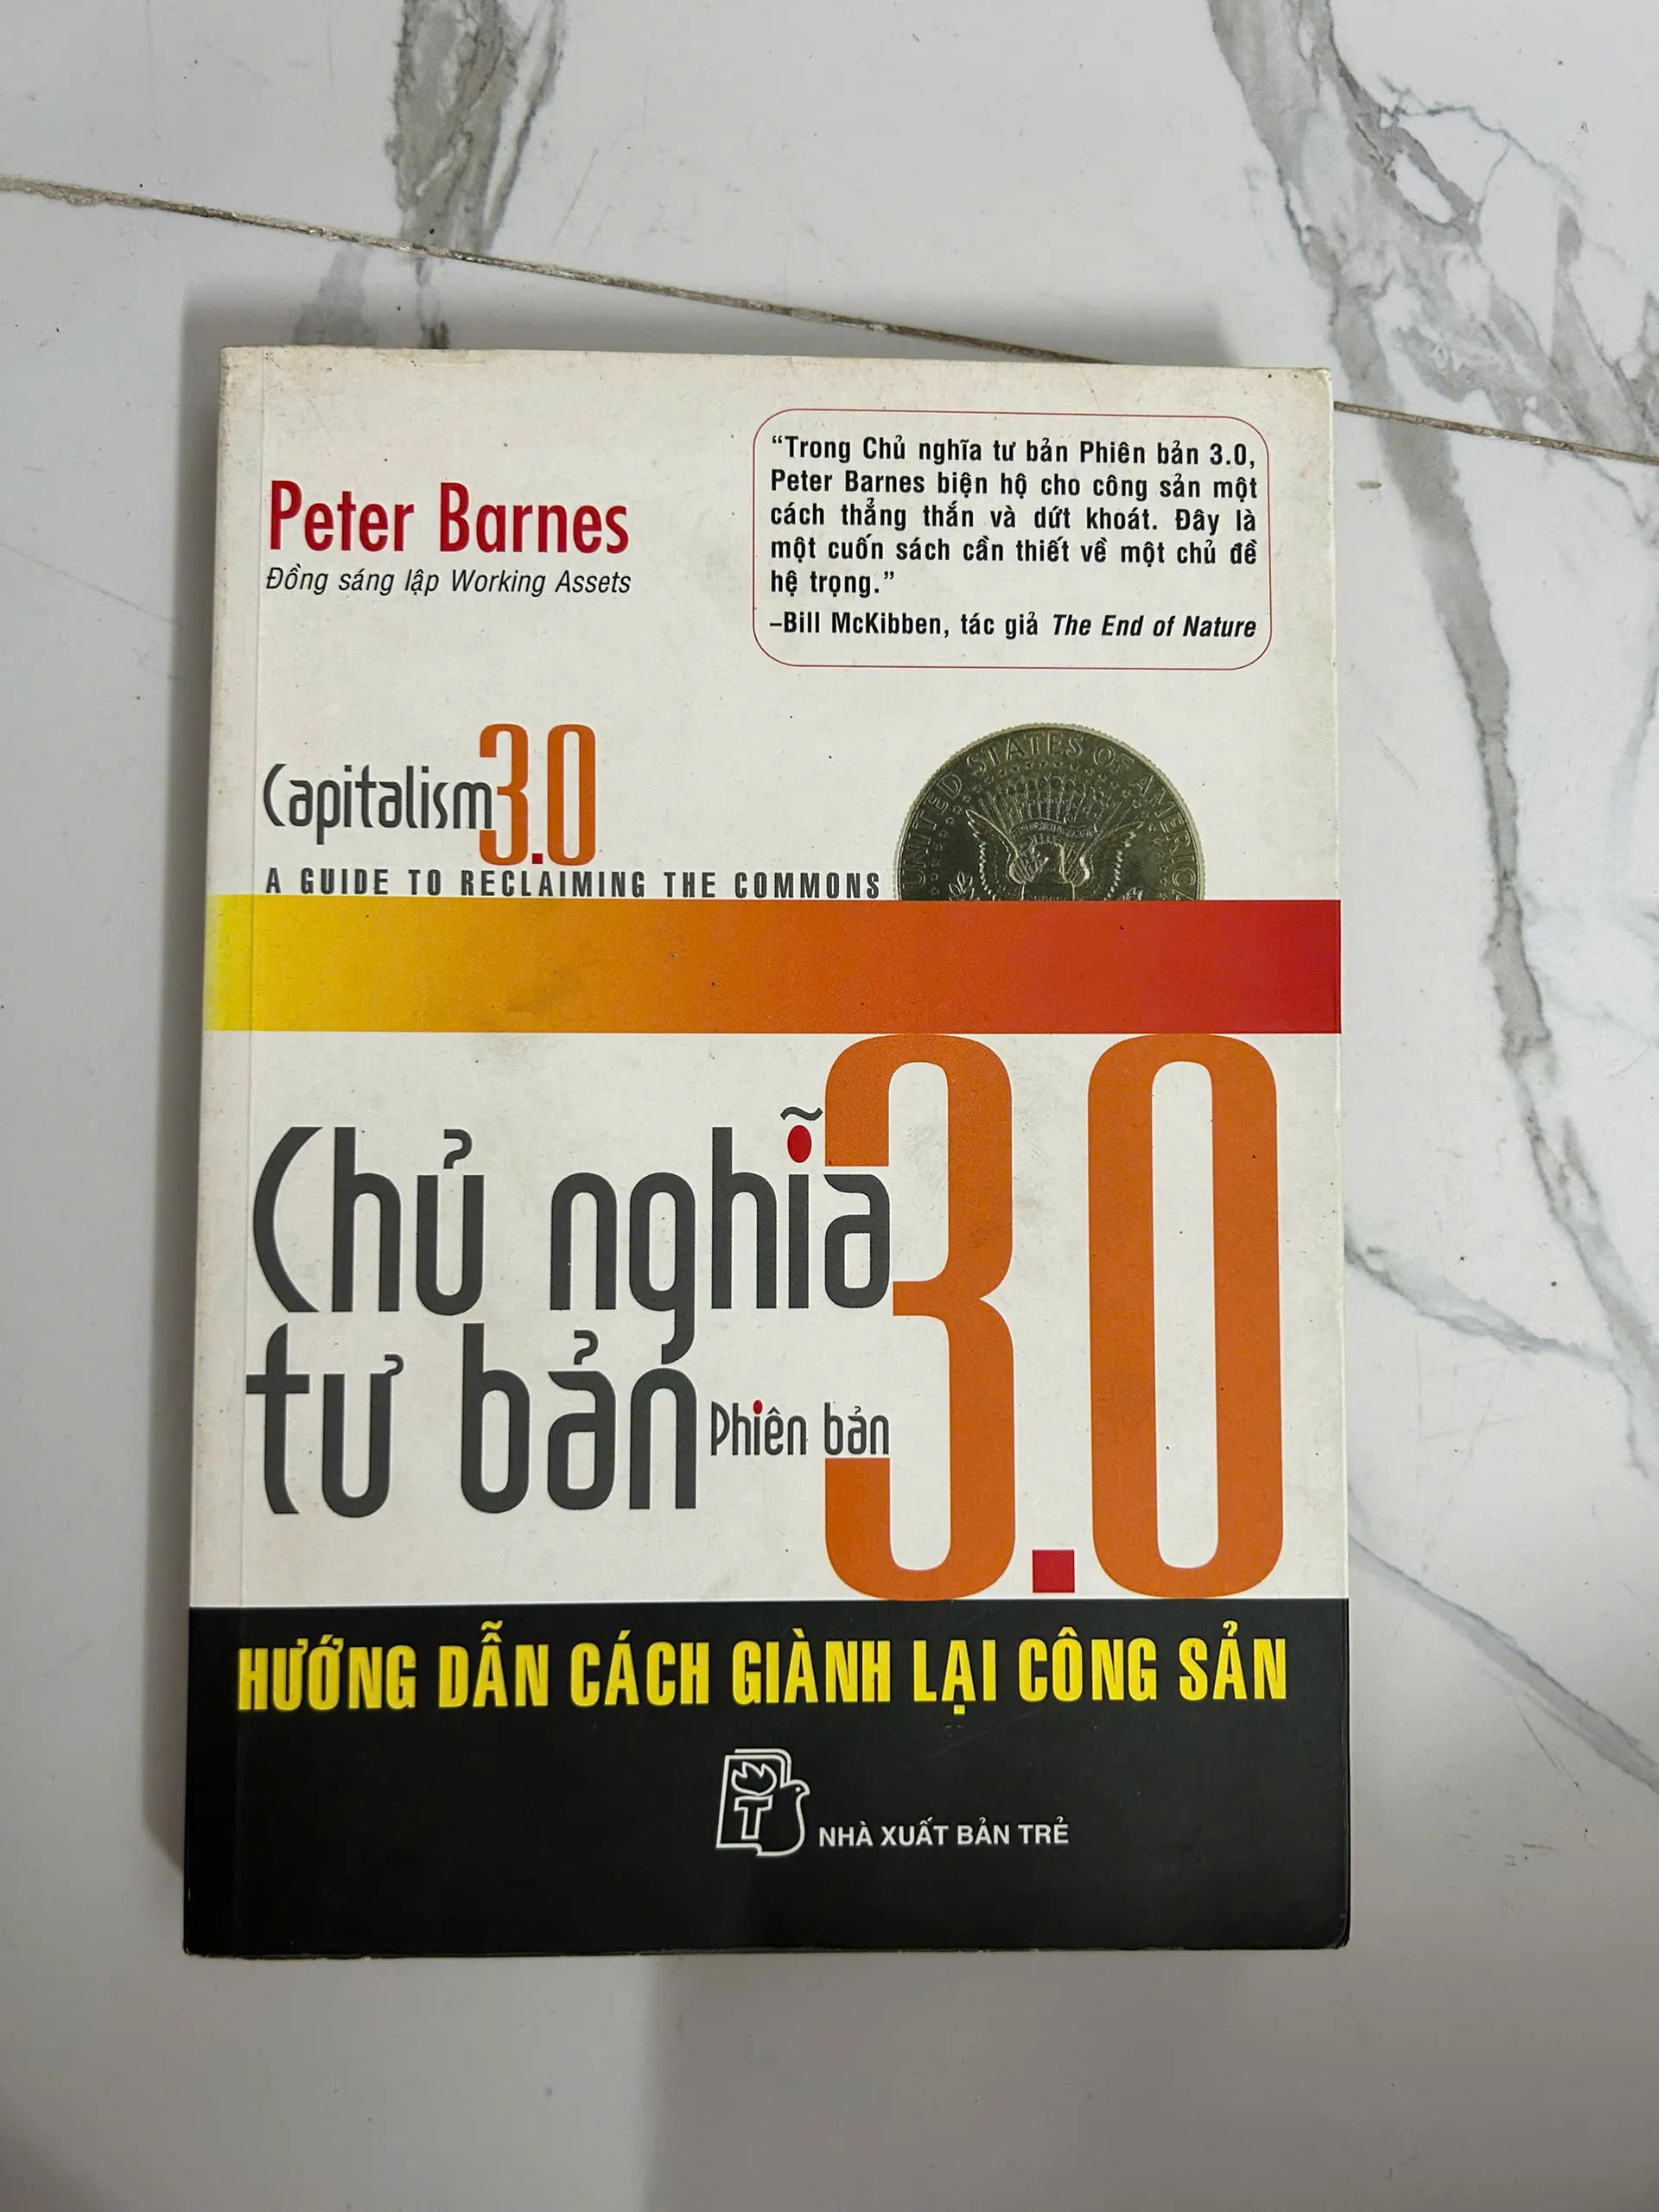 Peter Barnes
Đồng sáng lập Working Assets
“Trong Chủ nghĩa tư bản Phiên bản 3.0,
Peter Barnes biện hộ cho công sản một
cách thẳng thắn và dứt khoát. Đây là
một cuốn sách cần thiết về một chủ đề
hệ trọng.”
–Bill McKibben, tác giả The End of Nature
Capitalism 3.0
A GUIDE TO RECLAIMING THE COMMONS
UNITED STATES OF AMERICA
Chủ nghĩa
tư bản Phiên bản 3.0
HƯỚNG DẪN CÁCH GIÀNH LẠI CÔNG SẢN
T
NHÀ XUẤT BẢN TRẺ